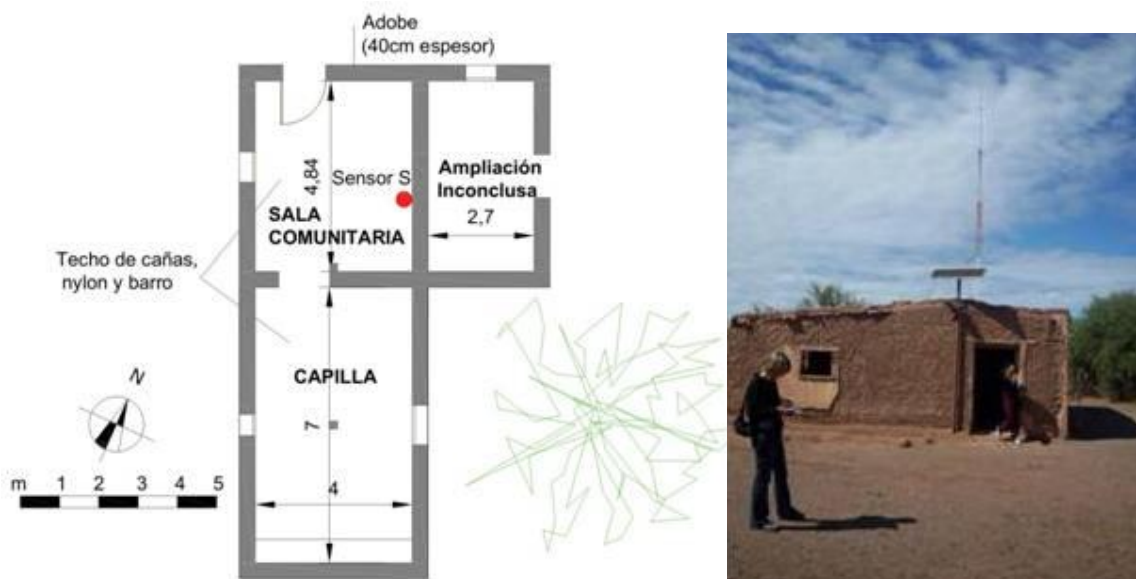 Adobe
(40cm espesor)
4,84
Sensor S
Ampliación
Inconclusa
2,7
SALA
COMUNITARIA
Techo de cañas,
nylon y barro
CAPILLA
N
7
m 1 2 3 4 5
4